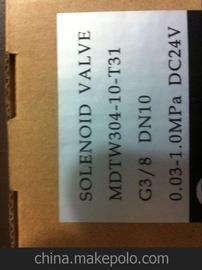 SOLENOID VALVE
MDTW304-10-T31
G3/8 DN10
0.03-1.0MPa DC24V
china.makepolo.com